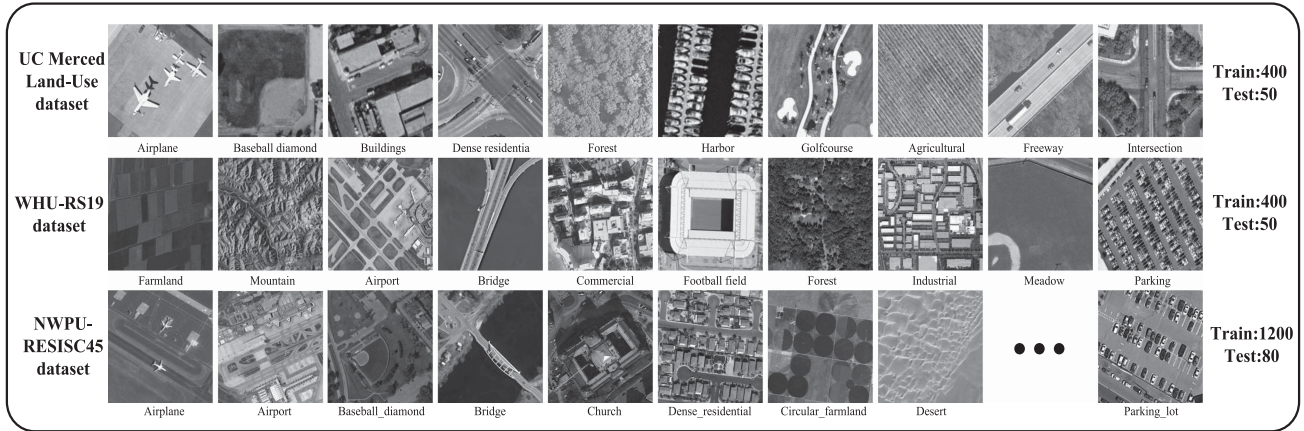 UC Merced
Land-Use
dataset
Airplane
Baseball diamond
Buildings
Dense residentia
Forest
Harbor
Golfcourse
Agricultural
Freeway
Intersection
Train:400
Test:50
WHU-RS19
dataset
Farmland
Mountain
Airport
Bridge
Commercial
Football field
Forest
Industrial
Meadow
Parking
Train:400
Test:50
NWPU-
RESISC45
dataset
Airplane
Airport
Baseball_diamond
Bridge
Church
Dense_residential
Circular_farmland
Desert
Parking_lot
Train:1200
Test:80